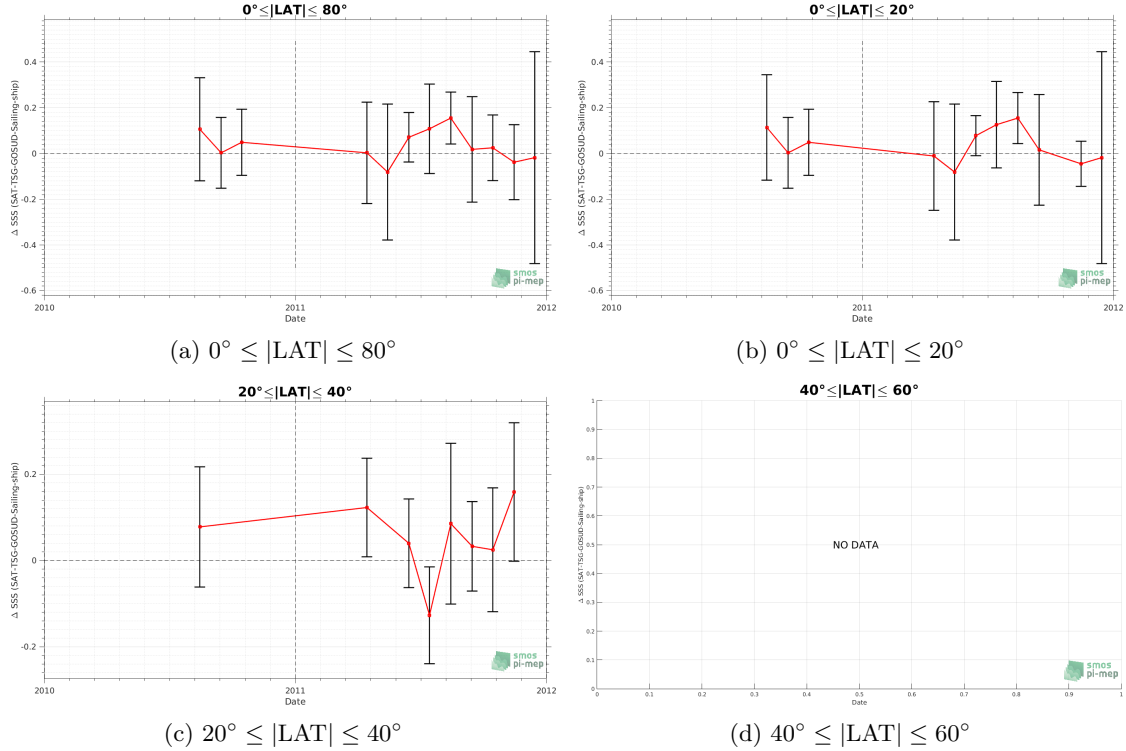 0°≤|LAT|≤ 80°
Δ SSS (SAT-TSG-GOSUD-Sailing-ship)
0.4
0.2
0
-0.2
-0.4
-0.6
2010
2011
2012
Date
smos
pi-mep
(a) 0° ≤ |LAT| ≤ 80°
0°≤|LAT|≤ 20°
Δ SSS (SAT-TSG-GOSUD-Sailing-ship)
0.4
0.2
0
-0.2
-0.4
-0.6
2010
2011
2012
Date
smos
pi-mep
(b) 0° ≤ |LAT| ≤ 20°
20°≤|LAT|≤ 40°
Δ SSS (SAT-TSG-GOSUD-Sailing-ship)
0.2
0
-0.2
2010
2011
2012
Date
smos
pi-mep
(c) 20° ≤ |LAT| ≤ 40°
40°≤|LAT|≤ 60°
Δ SSS (SAT-TSG-GOSUD-Sailing-ship)
1
0.9
0.8
0.7
0.6
0.5
0.4
0.3
0.2
0.1
0
NO DATA
0
0.1
0.2
0.3
0.4
0.5
0.6
0.7
0.8
0.9
1
Date
smos
pi-mep
(d) 40° ≤ |LAT| ≤ 60°